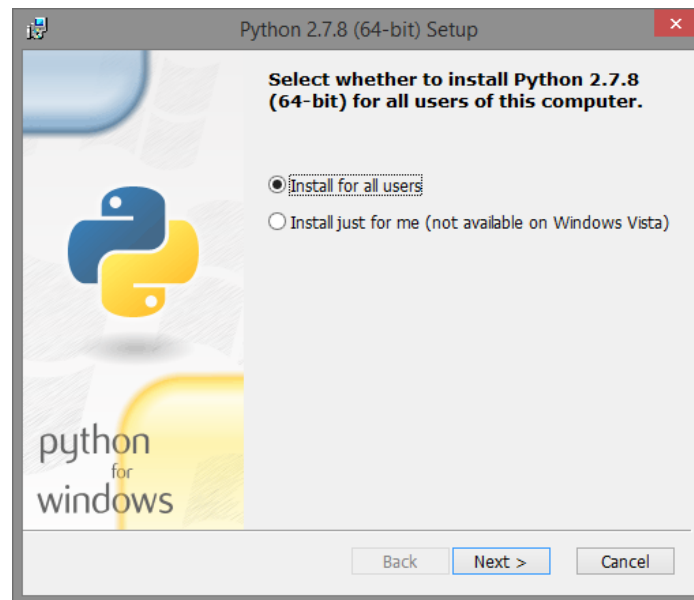 Python 2.7.8 (64-bit) Setup
Select whether to install Python 2.7.8
(64-bit) for all users of this computer.
Install for all users
Install just for me (not available on Windows Vista)
python
for
windows
Back
Next >
Cancel